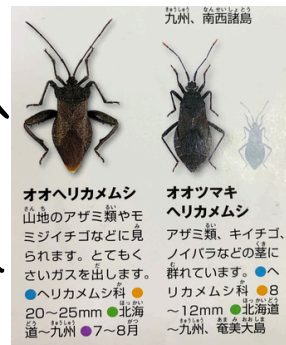 九州、南西諸島
オオヘリカメムシ
山地のアザミ類やモ
ミジイチゴなどに見
られます。とてもく
さいガスを出します。
●ヘリカメムシ科 ●
20〜25mm ●北海
道〜九州 ●7〜8月
オオツマキ
ヘリカメムシ
アザミ類、キイチゴ、
ノイバラなどの茎に
群れています。●ヘ
リカメムシ科 ●8
〜12mm ●北海道
〜九州、奄美大島